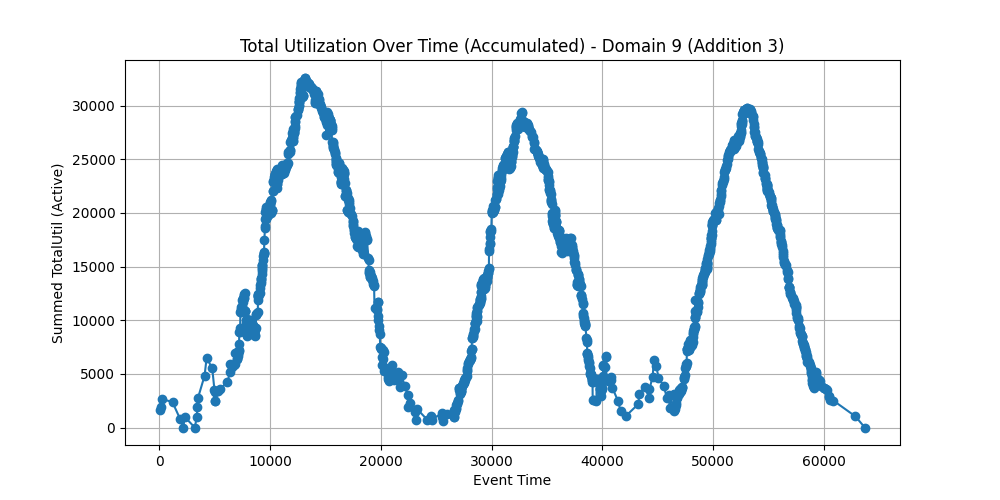 Total Utilization Over Time (Accumulated) - Domain 9 (Addition 3)
Summed TotalUtil (Active)
30000
25000
20000
15000
10000
5000
0
0 10000 20000 30000 40000 50000 60000
Event Time